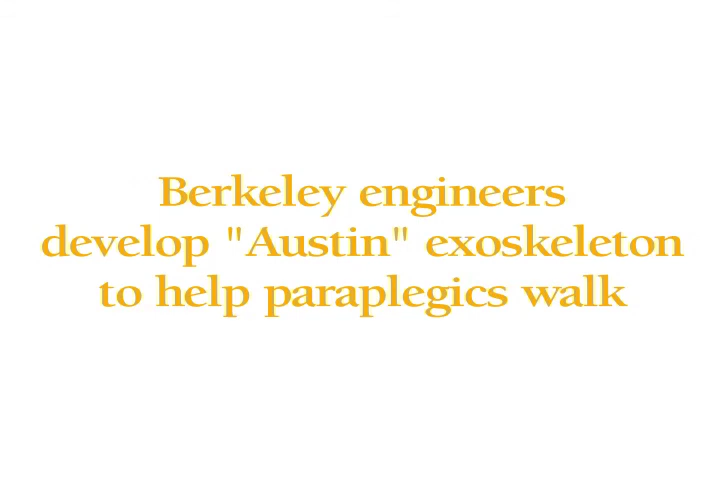 Berkeley engineers
develop "Austin" exoskeleton
to help paraplegics walk